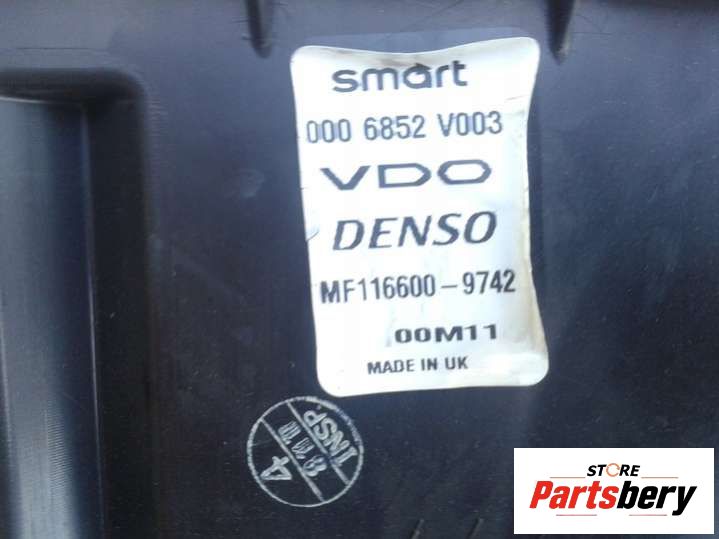 smart
000 6852 V003
VDO
DENSO
MF116600-9742
00M11
MADE IN UK
4
INSP
STORE
Partsbery